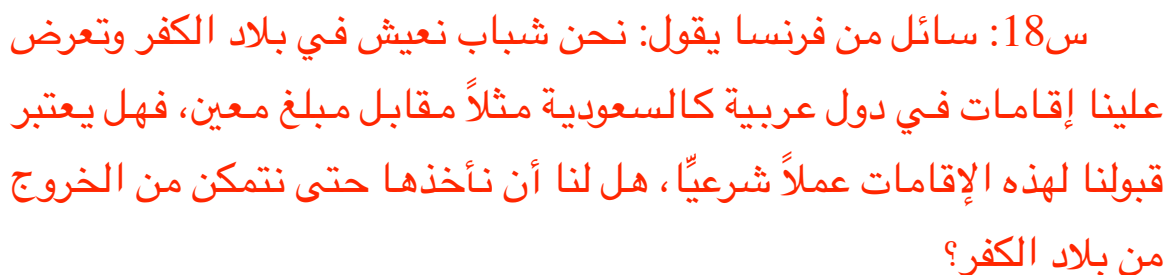 س18: سائل من فرنسا يقول: نحن شباب نعيش في بلاد الكفر وتعرض
علينا إقامات في دول عربية كالسعودية مثلاً مقابل مبلغ معين، فهل يعتبر
قبولنا لهذه الإقامات عملاً شرعيًّا، هل لنا أن نأخذها حتى نتمكن من الخروج
من بلاد الكفر؟